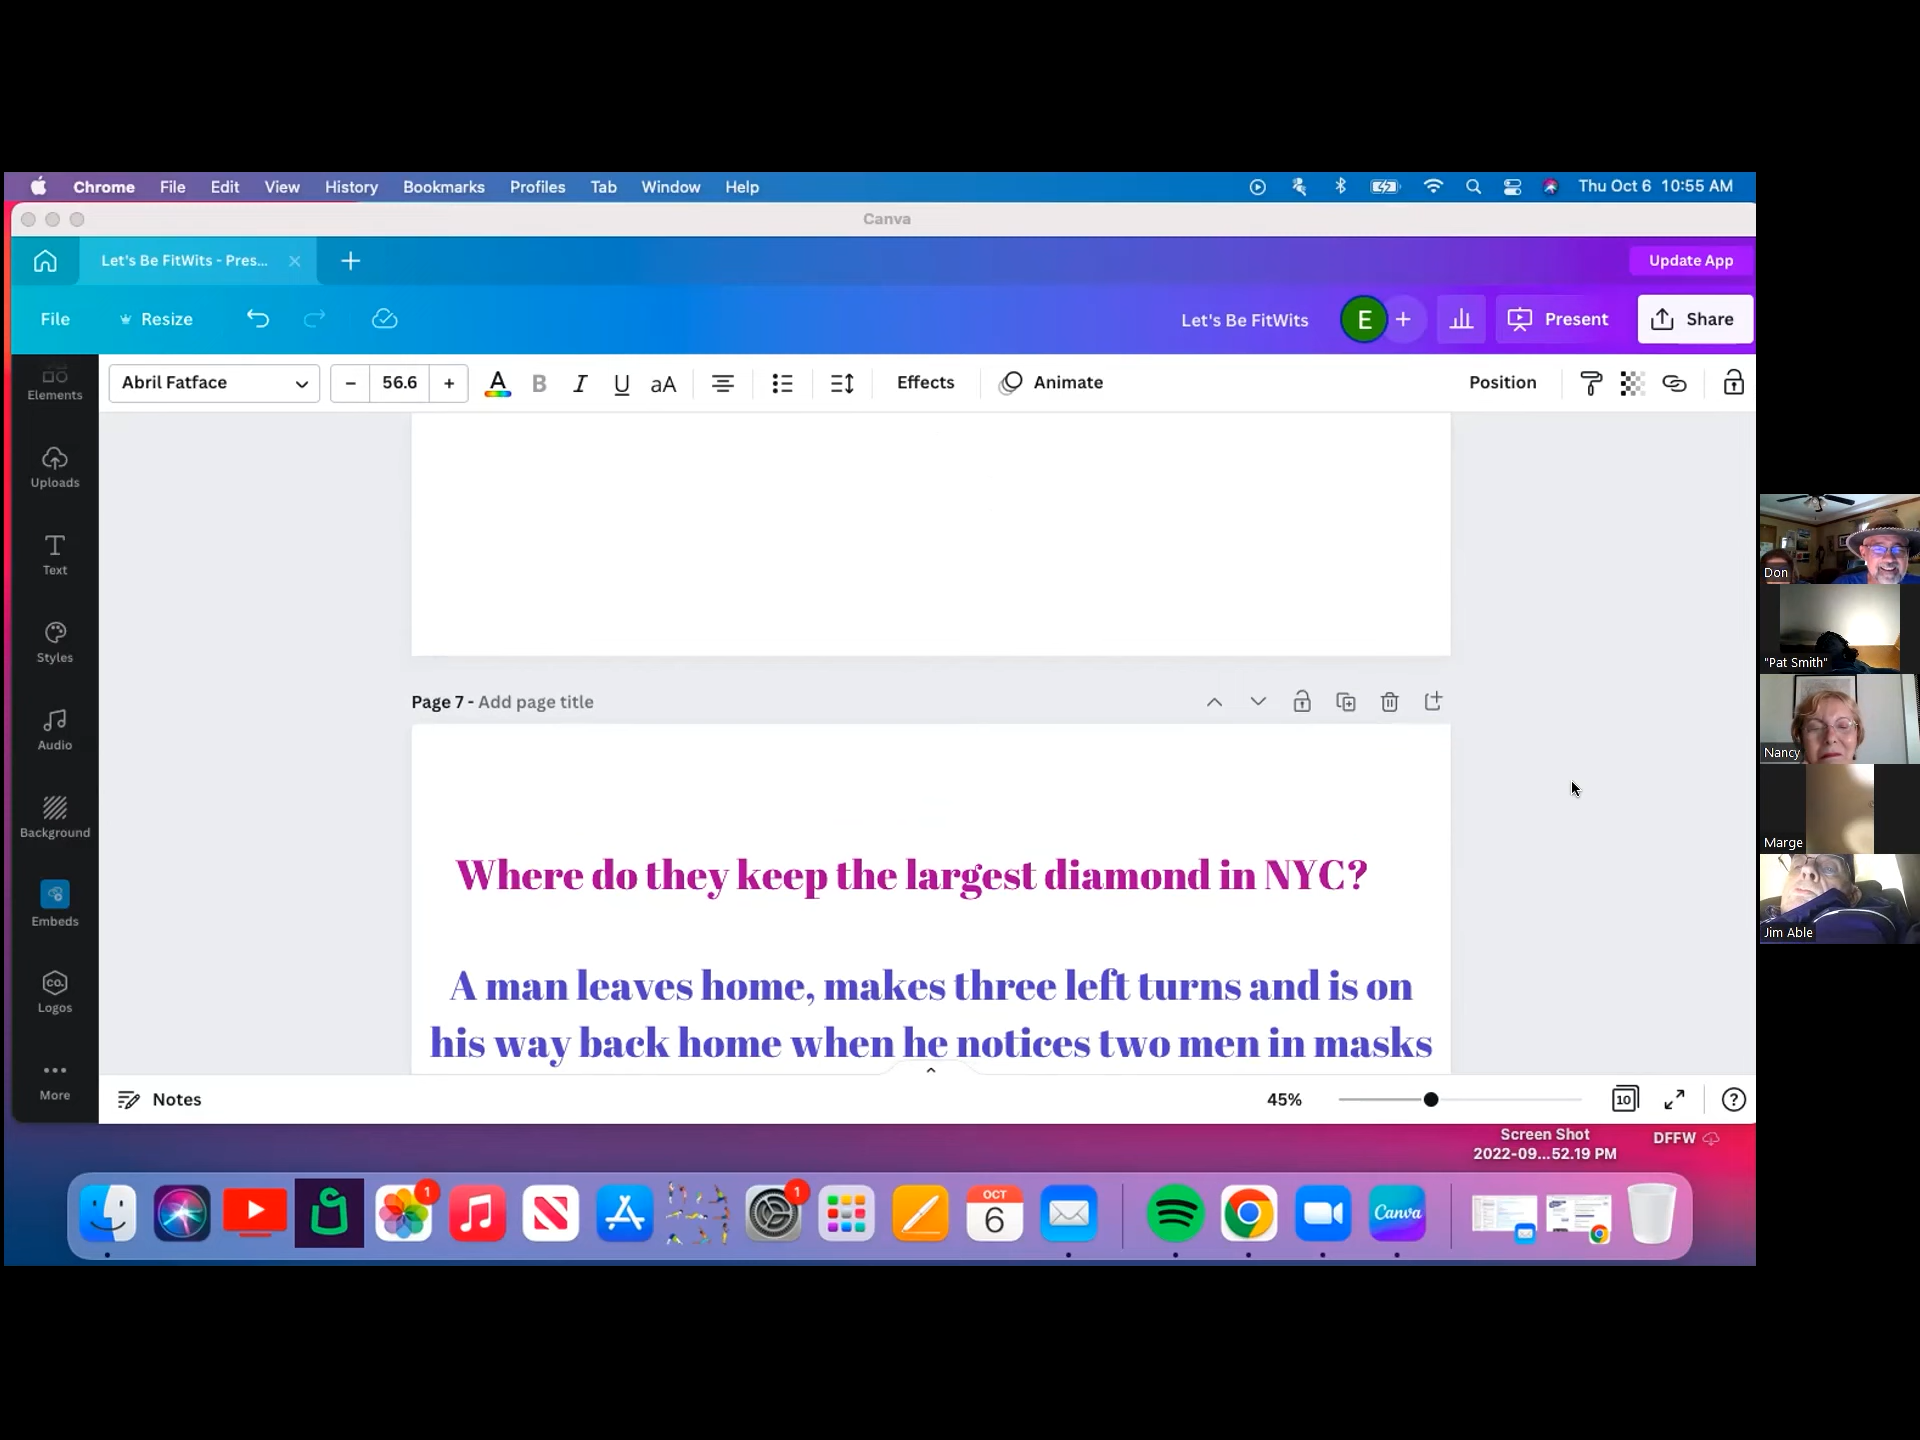 Chrome File Edit View History Bookmarks Profiles Tab Window Help Thu Oct 6 10:55 AM
Canva
Let's Be FitWits - Pres... Update App
File Resize Let's Be FitWits E Present Share
Abril Fatface 56.6 A B I U aA Effects Animate Position
Elements
Uploads
Text
Styles
Audio
Background
Embeds
CO.
Logos
More
Page 7 - Add page title
Where do they keep the largest diamond in NYC?
A man leaves home, makes three left turns and is on
his way back home when he notices two men in masks
Notes 45% 10 ?
Screen Shot
2022-09...52.19 PM
DFFW
1
1
OCT
6
Canva
Don
"Pat Smith"
Nancy
Marge
Jim Able